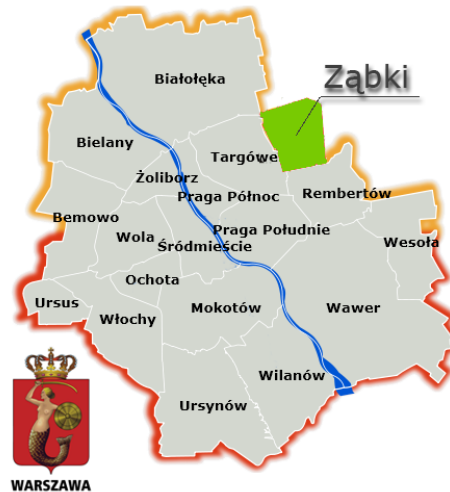 Białołęka
Ząbki
Bielany
Targówek
Żoliborz
Praga Północ
Rembertów
Bemowo
Wola
Praga Południe
Śródmieście
Wesoła
Ochota
Ursus
Mokotów
Wawer
Włochy
Wilanów
Ursynów
WARSZAWA